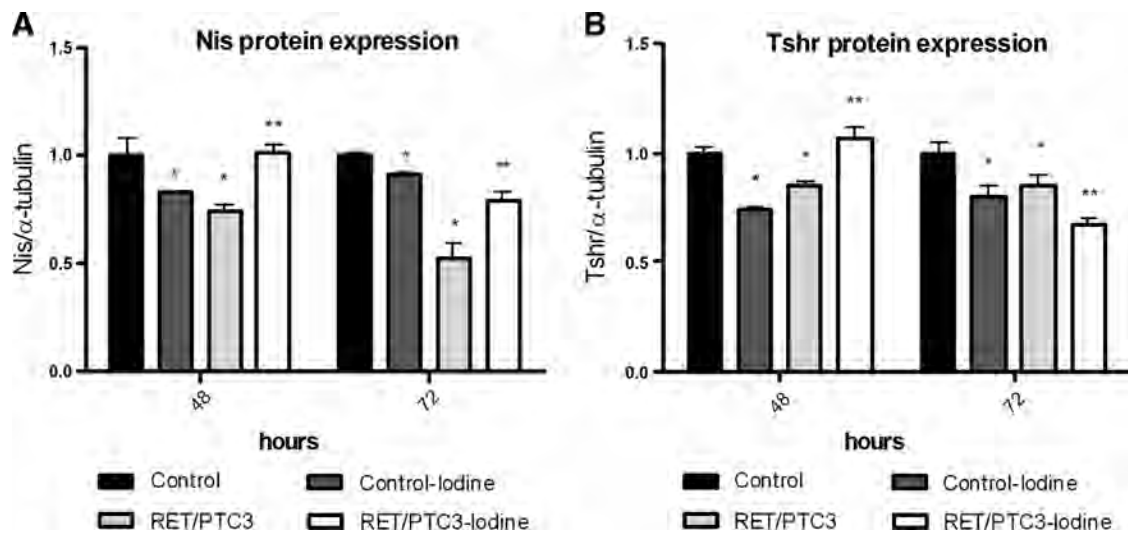 A
Nis protein expression
1.5
1.0
0.5
0.0
Nis/α-tubulin
*
*
**
*
*
**
48
72
hours
Control
Control-Iodine
RET/PTC3
RET/PTC3-Iodine
B
Tshr protein expression
1.5
1.0
0.5
0.0
Tshr/α-tubulin
*
*
**
*
*
**
48
72
hours
Control
Control-Iodine
RET/PTC3
RET/PTC3-Iodine